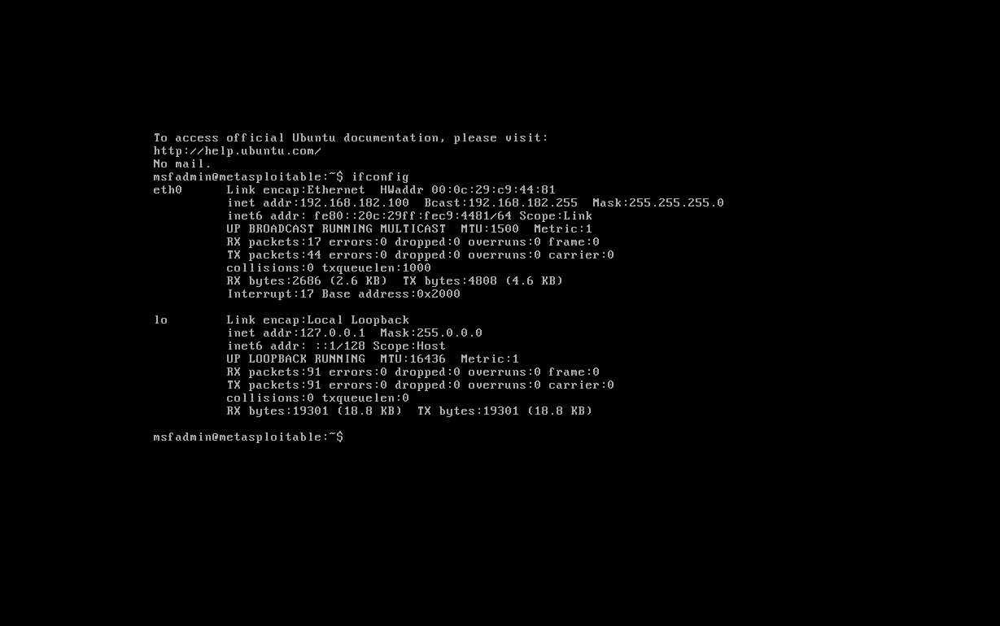 To access official Ubuntu documentation, please visit:
http://help.ubuntu.com/
No mail.
msfadmin@metasploitable:~$ ifconfig
eth0      Link encap:Ethernet  HWaddr 00:0c:29:c9:44:81
          inet addr:192.168.182.100  Bcast:192.168.182.255  Mask:255.255.255.0
          inet6 addr: fe80::20c:29ff:fec9:4481/64 Scope:Link
          UP BROADCAST RUNNING MULTICAST  MTU:1500  Metric:1
          RX packets:17 errors:0 dropped:0 overruns:0 frame:0
          TX packets:44 errors:0 dropped:0 overruns:0 carrier:0
          collisions:0 txqueuelen:1000
          RX bytes:2686 (2.6 KB)  TX bytes:4808 (4.6 KB)
          Interrupt:17 Base address:0x2000

lo        Link encap:Local Loopback
          inet addr:127.0.0.1  Mask:255.0.0.0
          inet6 addr: ::1/128 Scope:Host
          UP LOOPBACK RUNNING  MTU:16436  Metric:1
          RX packets:91 errors:0 dropped:0 overruns:0 frame:0
          TX packets:91 errors:0 dropped:0 overruns:0 carrier:0
          collisions:0 txqueuelen:0
          RX bytes:19301 (18.8 KB)  TX bytes:19301 (18.8 KB)

msfadmin@metasploitable:~$